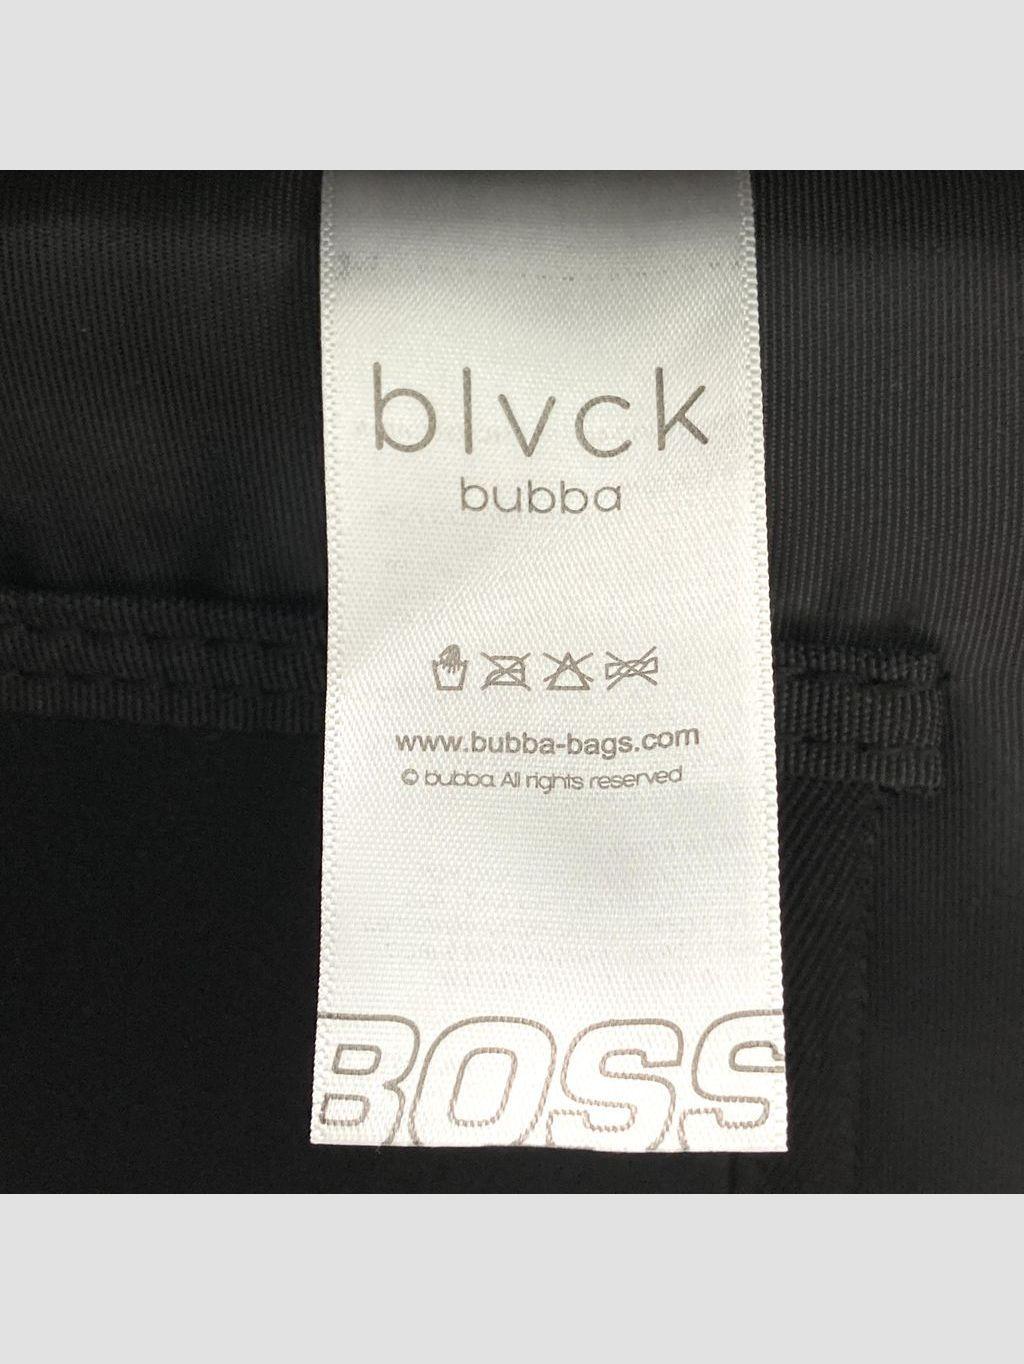 blvck
bubba
www.bubba-bags.com
© bubba. All rights reserved
BOSS